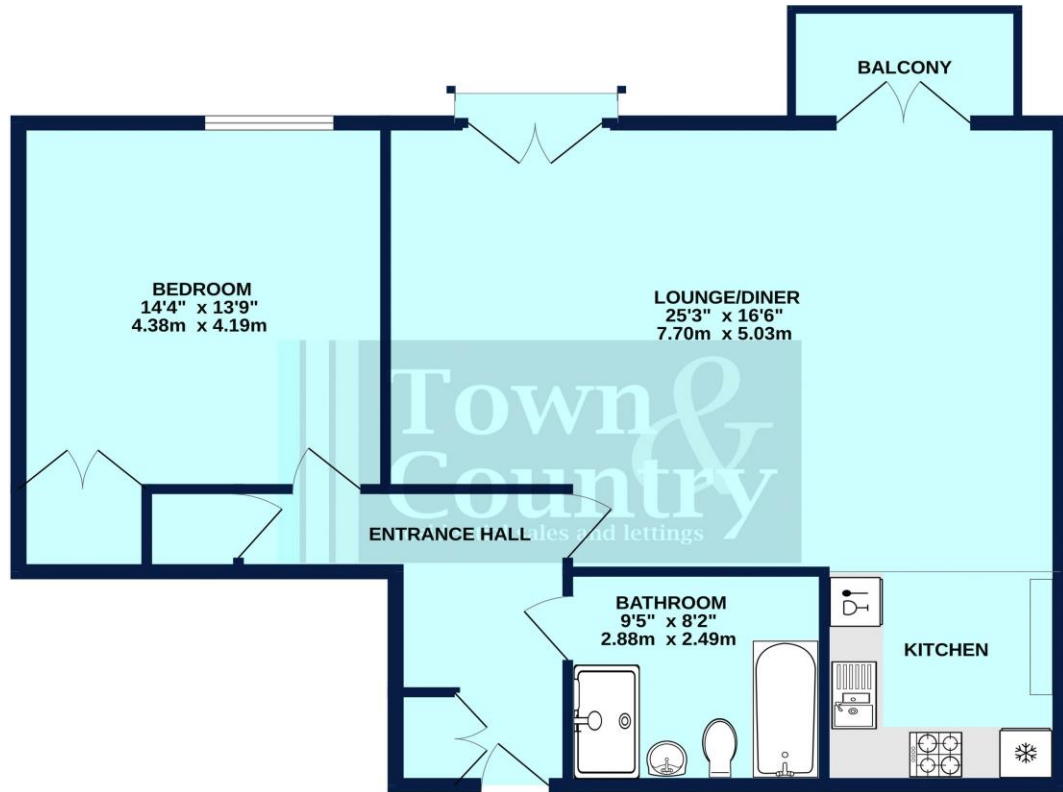 BALCONY
BEDROOM
14'4" x 13'9"
4.38m x 4.19m
LOUNGE/DINER
25'3" x 16'6"
7.70m x 5.03m
Town &
Country
sales and lettings
ENTRANCE HALL
BATHROOM
9'5" x 8'2"
2.88m x 2.49m
KITCHEN